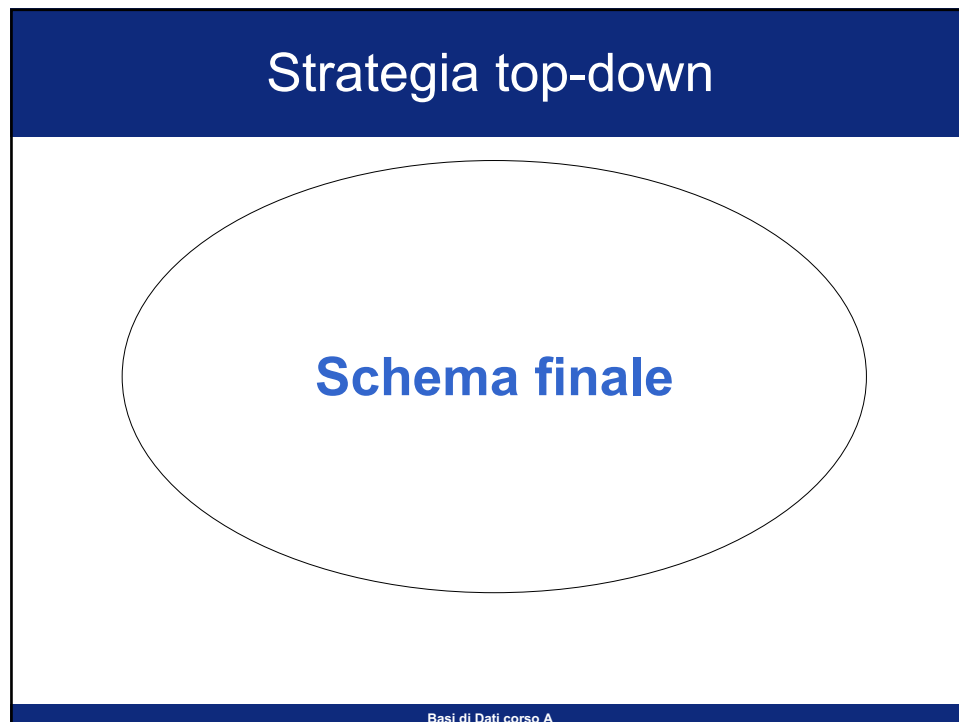 Strategia top-down
Schema finale
Basi di Dati corso A